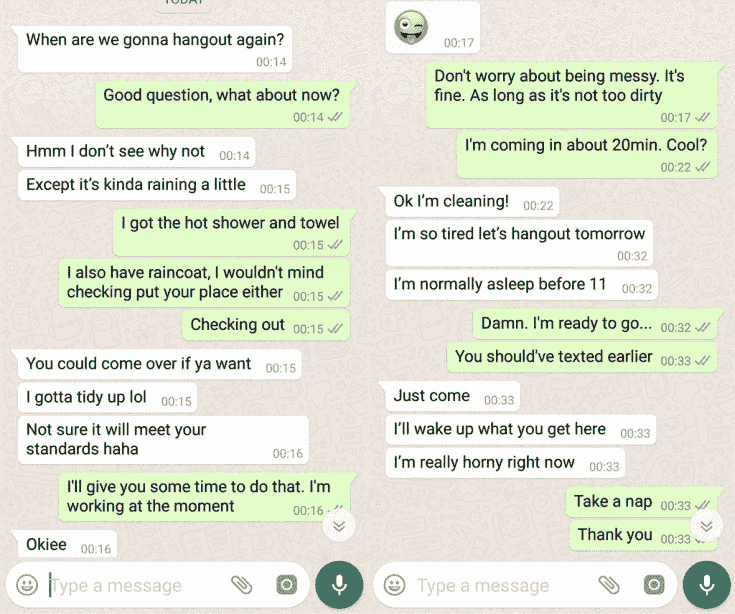 TODAY
When are we gonna hangout again?
00:14
Good question, what about now?
00:14
Hmm I don't see why not 00:14
Except it's kinda raining a little 00:15
I got the hot shower and towel
00:15
I also have raincoat, I wouldn't mind
checking put your place either 00:15
Checking out 00:15
You could come over if ya want 00:15
I gotta tidy up lol 00:15
Not sure it will meet your
standards haha 00:16
I'll give you some time to do that. I'm
working at the moment 00:16
Okiee 00:16
Type a message
00:17
Don't worry about being messy. It's
fine. As long as it's not too dirty
00:17
I'm coming in about 20min. Cool?
00:22
Ok I'm cleaning! 00:22
I'm so tired let's hangout tomorrow
00:32
I'm normally asleep before 11 00:32
Damn. I'm ready to go... 00:32
You should've texted earlier 00:33
Just come 00:33
I'll wake up what you get here 00:33
I'm really horny right now 00:33
Take a nap 00:33
Thank you 00:33
Type a message